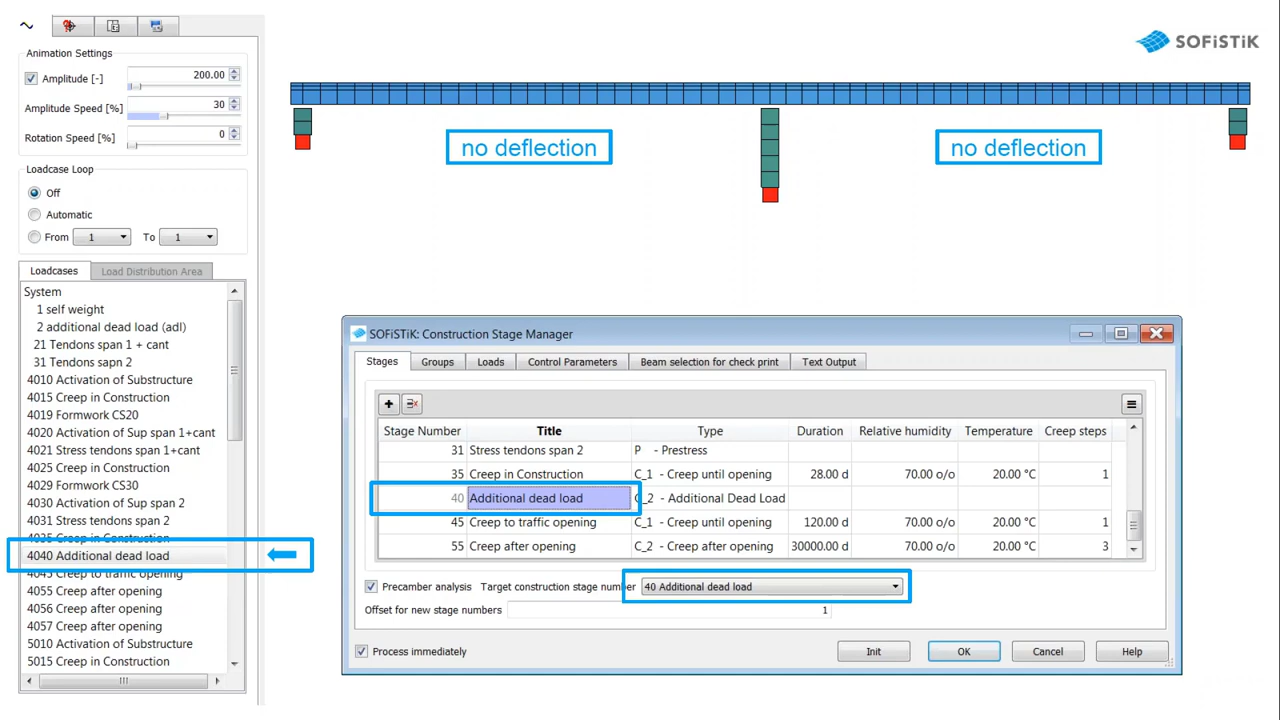 SOFiSTiK
Animation Settings
Amplitude [-] 200.00
Amplitude Speed [%] 30
Rotation Speed [%] 0
Loadcase Loop
Off
Automatic
From 1 To 1
Loadcases Load Distribution Area
System
1 self weight
2 additional dead load (adl)
21 Tendons span 1 + cant
31 Tendons sapn 2
4010 Activation of Substructure
4015 Creep in Construction
4019 Formwork CS20
4020 Activation of Sup span 1+cant
4021 Stress tendons span 1+cant
4025 Creep in Construction
4029 Formwork CS30
4030 Activation of Sup span 2
4031 Stress tendons span 2
4035 Creep in Construction
4040 Additional dead load
4045 Creep to traffic opening
4055 Creep after opening
4056 Creep after opening
4057 Creep after opening
5010 Activation of Substructure
5015 Creep in Construction
no deflection
no deflection
SOFiSTiK: Construction Stage Manager
Stages Groups Loads Control Parameters Beam selection for check print Text Output
Stage Number Title Type Duration Relative humidity Temperature Creep steps
31 Stress tendons span 2 P - Prestress
35 Creep in Construction C_1 - Creep until opening 28.00 d 70.00 o/o 20.00 °C 1
40 Additional dead load C_2 - Additional Dead Load
45 Creep to traffic opening C_1 - Creep until opening 120.00 d 70.00 o/o 20.00 °C 1
55 Creep after opening C_2 - Creep after opening 30000.00 d 70.00 o/o 20.00 °C 3
Precamber analysis Target construction stage number 40 Additional dead load
Offset for new stage numbers 1
Process immediately Init OK Cancel Help